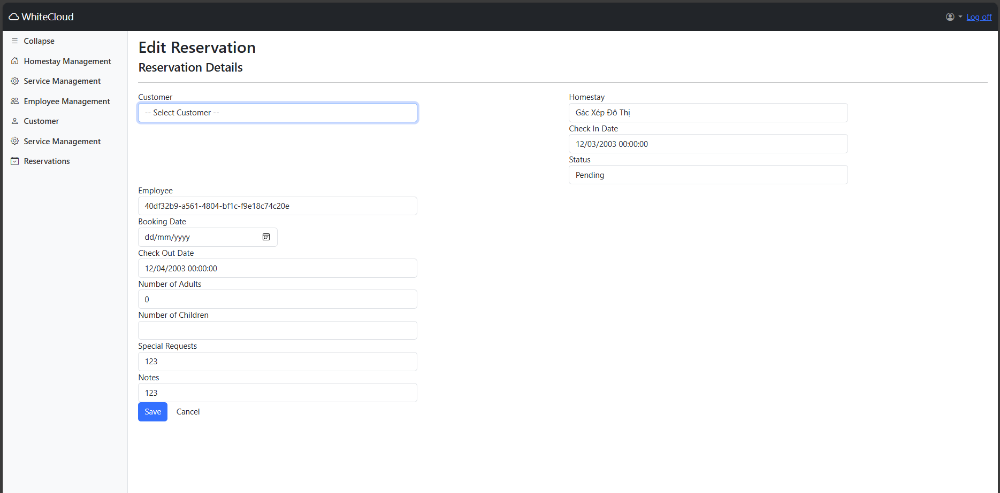 WhiteCloud
Log off
Collapse
Homestay Management
Service Management
Employee Management
Customer
Service Management
Reservations
Edit Reservation
Reservation Details
Customer
-- Select Customer --
Homestay
Gác Xép Đô Thị
Check In Date
12/03/2003 00:00:00
Status
Pending
Employee
40df32b9-a561-4804-bf1c-f9e18c74c20e
Booking Date
dd/mm/yyyy
Check Out Date
12/04/2003 00:00:00
Number of Adults
0
Number of Children
Special Requests
123
Notes
123
Save
Cancel